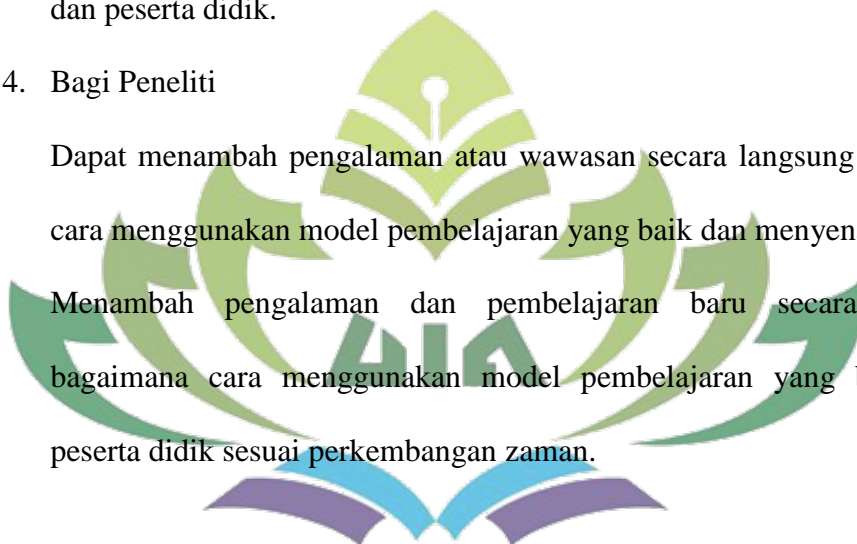 dan peserta didik.
4. Bagi Peneliti
Dapat menambah pengalaman atau wawasan secara langsung
cara menggunakan model pembelajaran yang baik dan menyen
Menambah pengalaman dan pembelajaran baru secara
bagaimana cara menggunakan model pembelajaran yang
peserta didik sesuai perkembangan zaman.